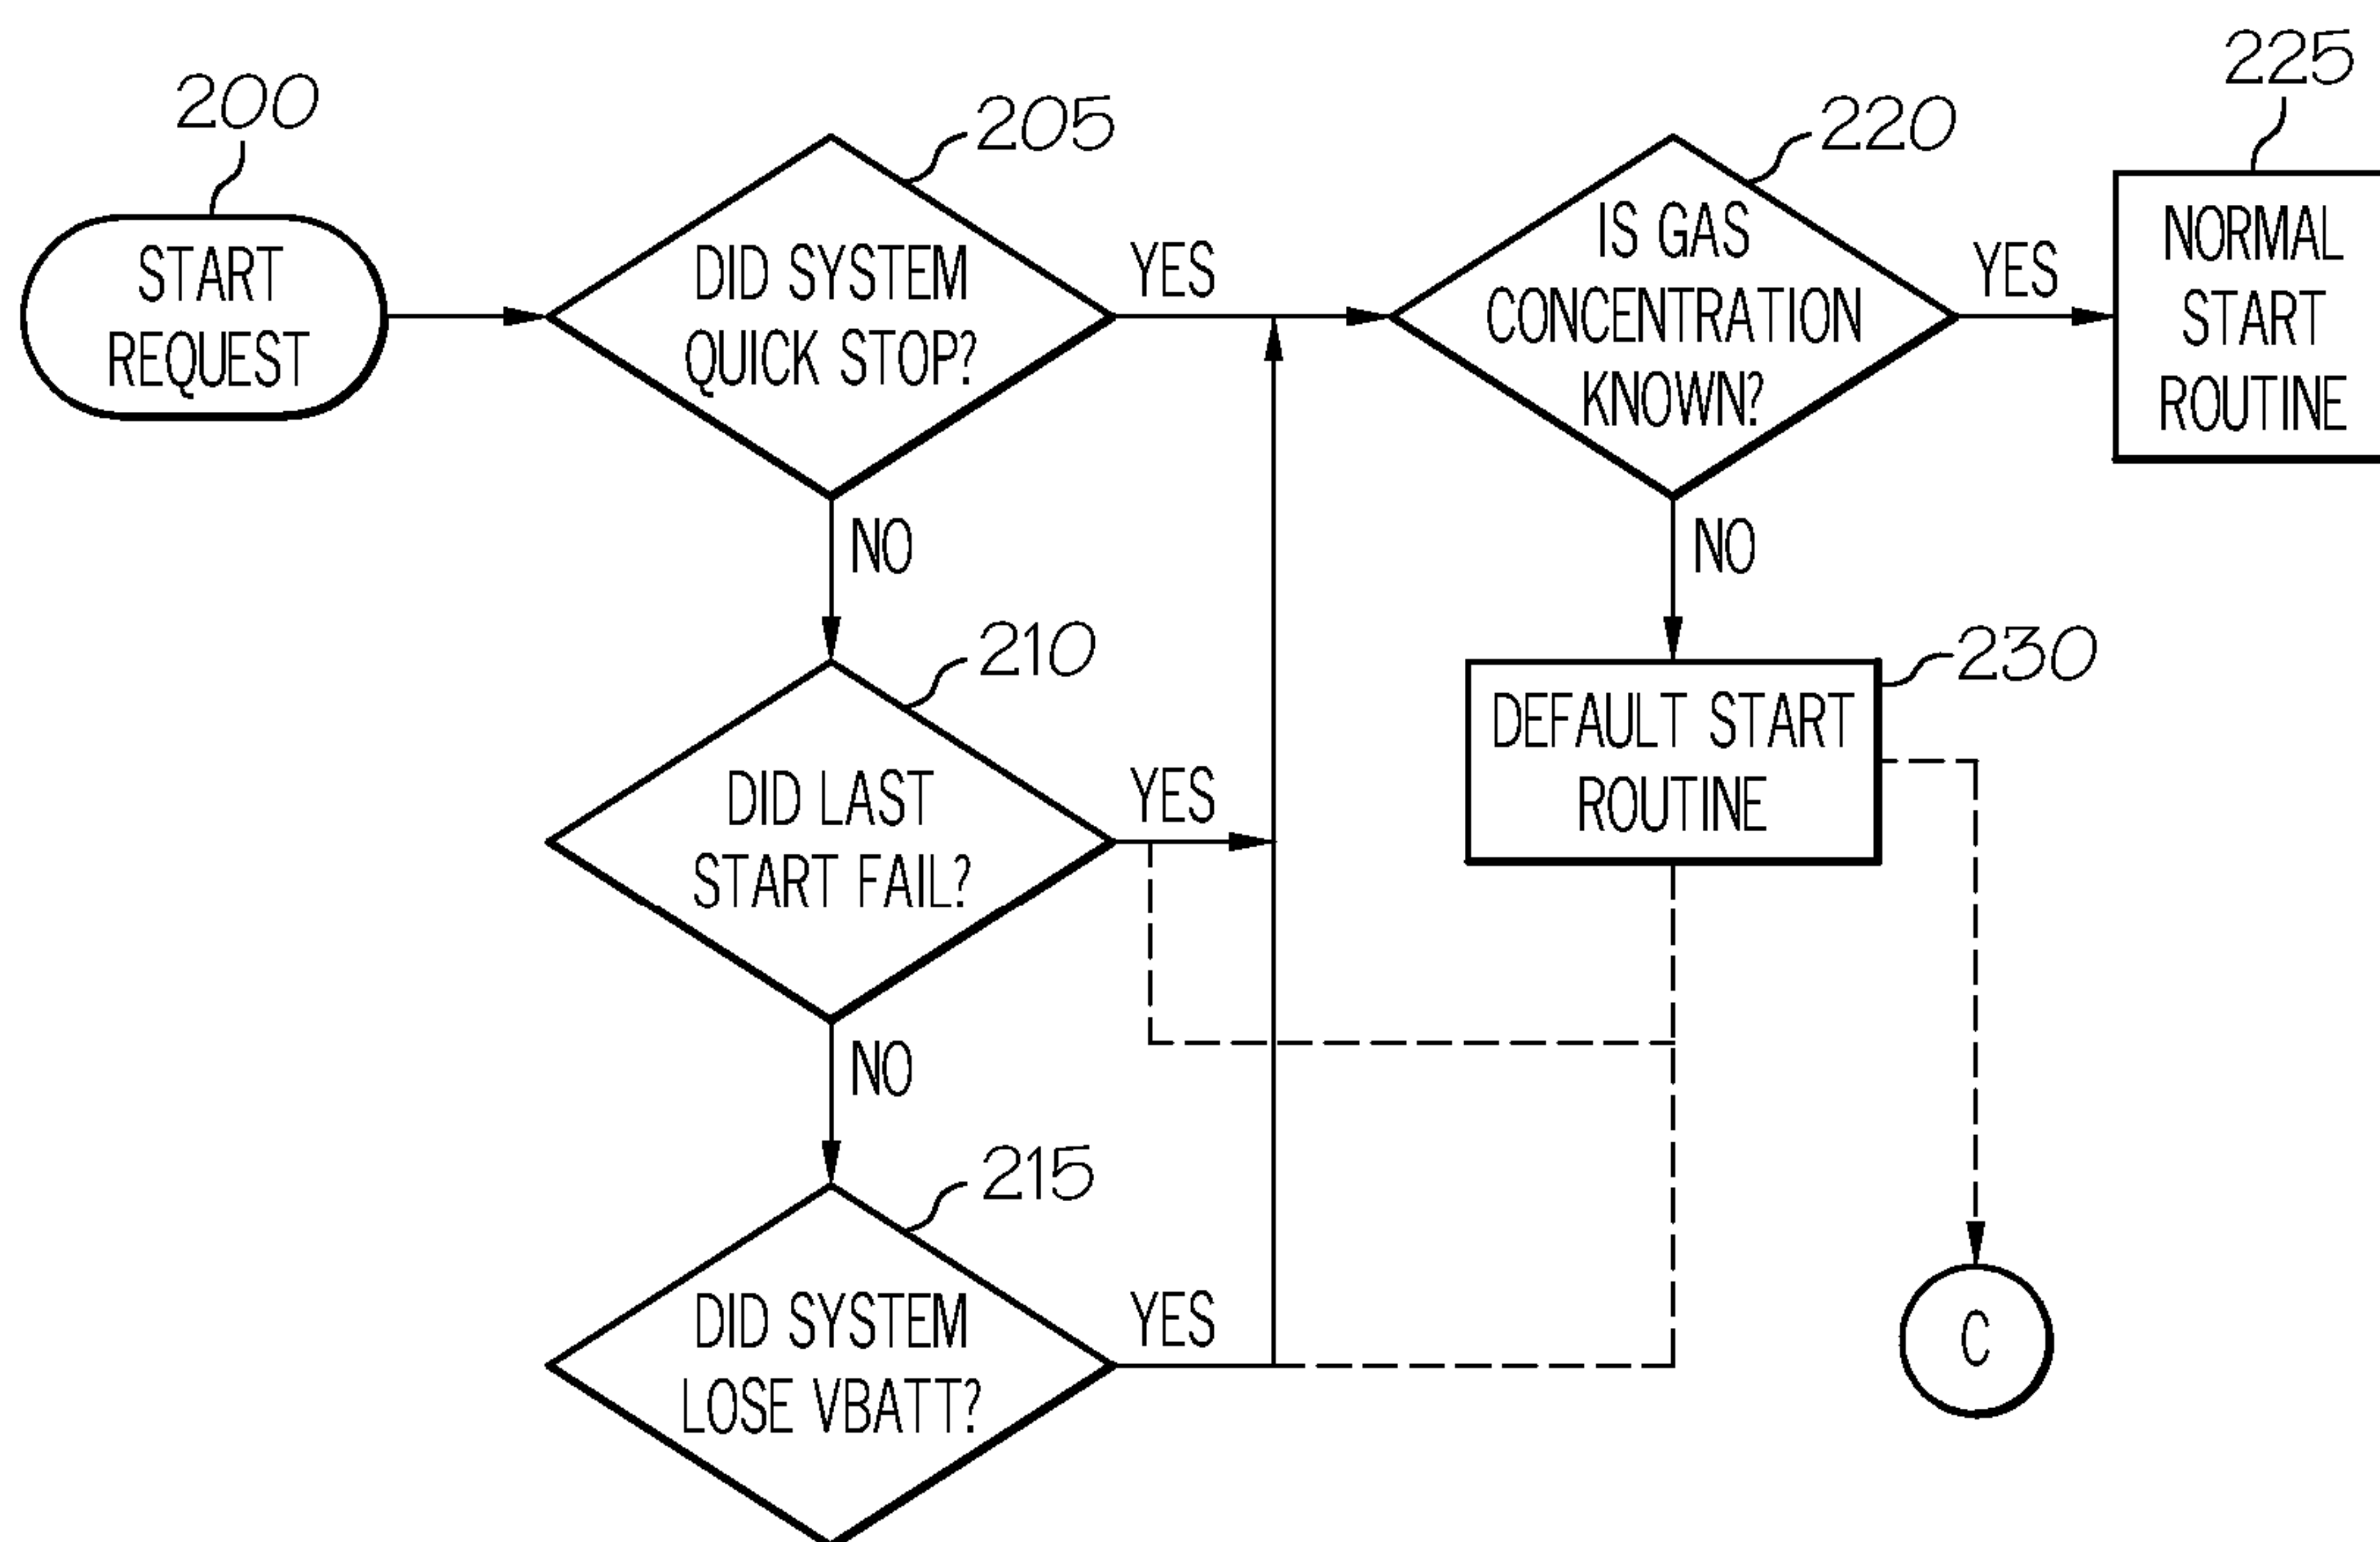 200
START
REQUEST
205
DID SYSTEM
QUICK STOP?
YES
NO
220
IS GAS
CONCENTRATION
KNOWN?
YES
NO
225
NORMAL
START
ROUTINE
210
DID LAST
START FAIL?
YES
NO
230
DEFAULT START
ROUTINE
215
DID SYSTEM
LOSE VBATT?
YES
C